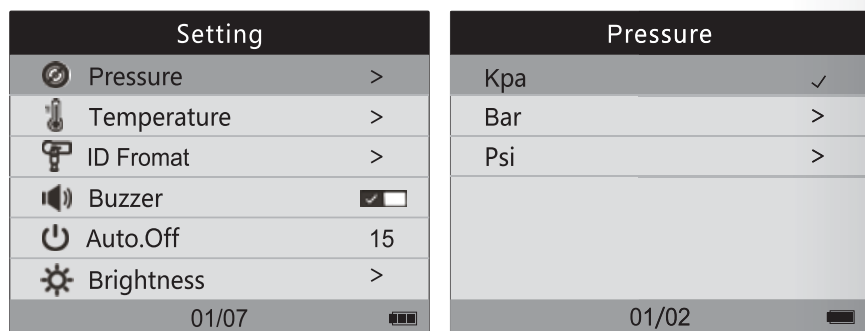 Setting
Pressure >
Temperature >
ID Fromat >
Buzzer
Auto.Off 15
Brightness >
01/07
Pressure
Kpa ✓
Bar >
Psi >
01/02